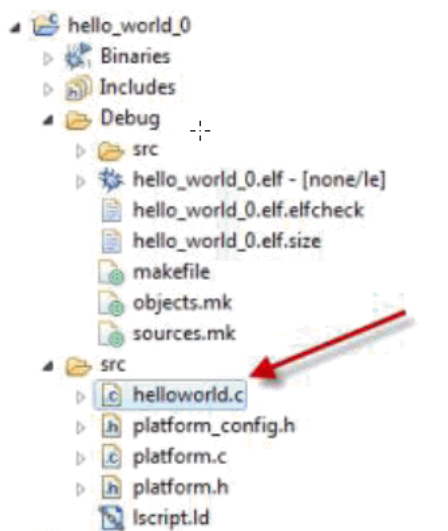 hello_world_0
Binaries
Includes
Debug
src
hello_world_0.elf - [none/le]
hello_world_0.elf.elfcheck
hello_world_0.elf.size
makefile
objects.mk
sources.mk
src
helloworld.c
platform_config.h
platform.c
platform.h
lscript.ld